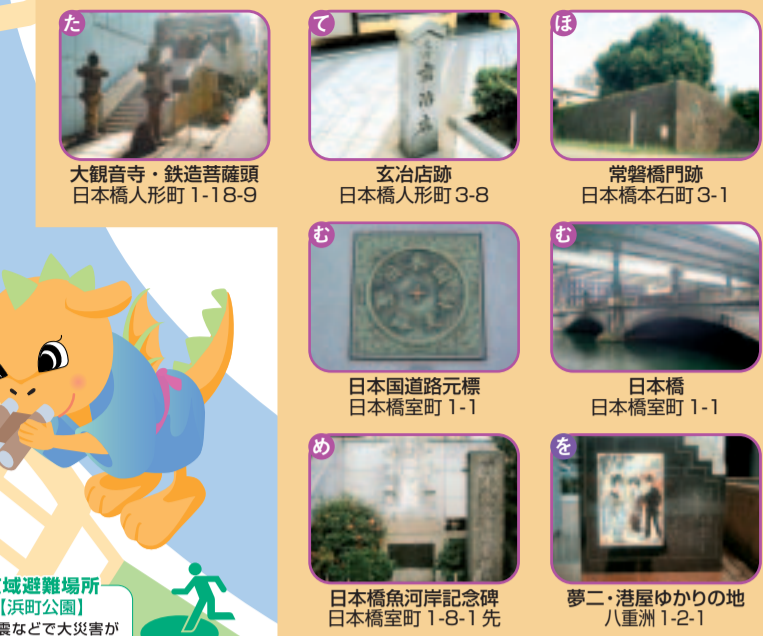 た
大観音寺・鉄造菩薩頭
日本橋人形町 1-18-9
て
玄冶店跡
日本橋人形町 3-8
ほ
常磐橋門跡
日本橋本石町 3-1
む
日本国道路元標
日本橋室町 1-1
む
日本橋
日本橋室町 1-1
め
日本橋魚河岸記念碑
日本橋室町 1-8-1 先
を
夢二・港屋ゆかりの地
八重洲 1-2-1
域避難場所
【浜町公園】
震などで大災害が